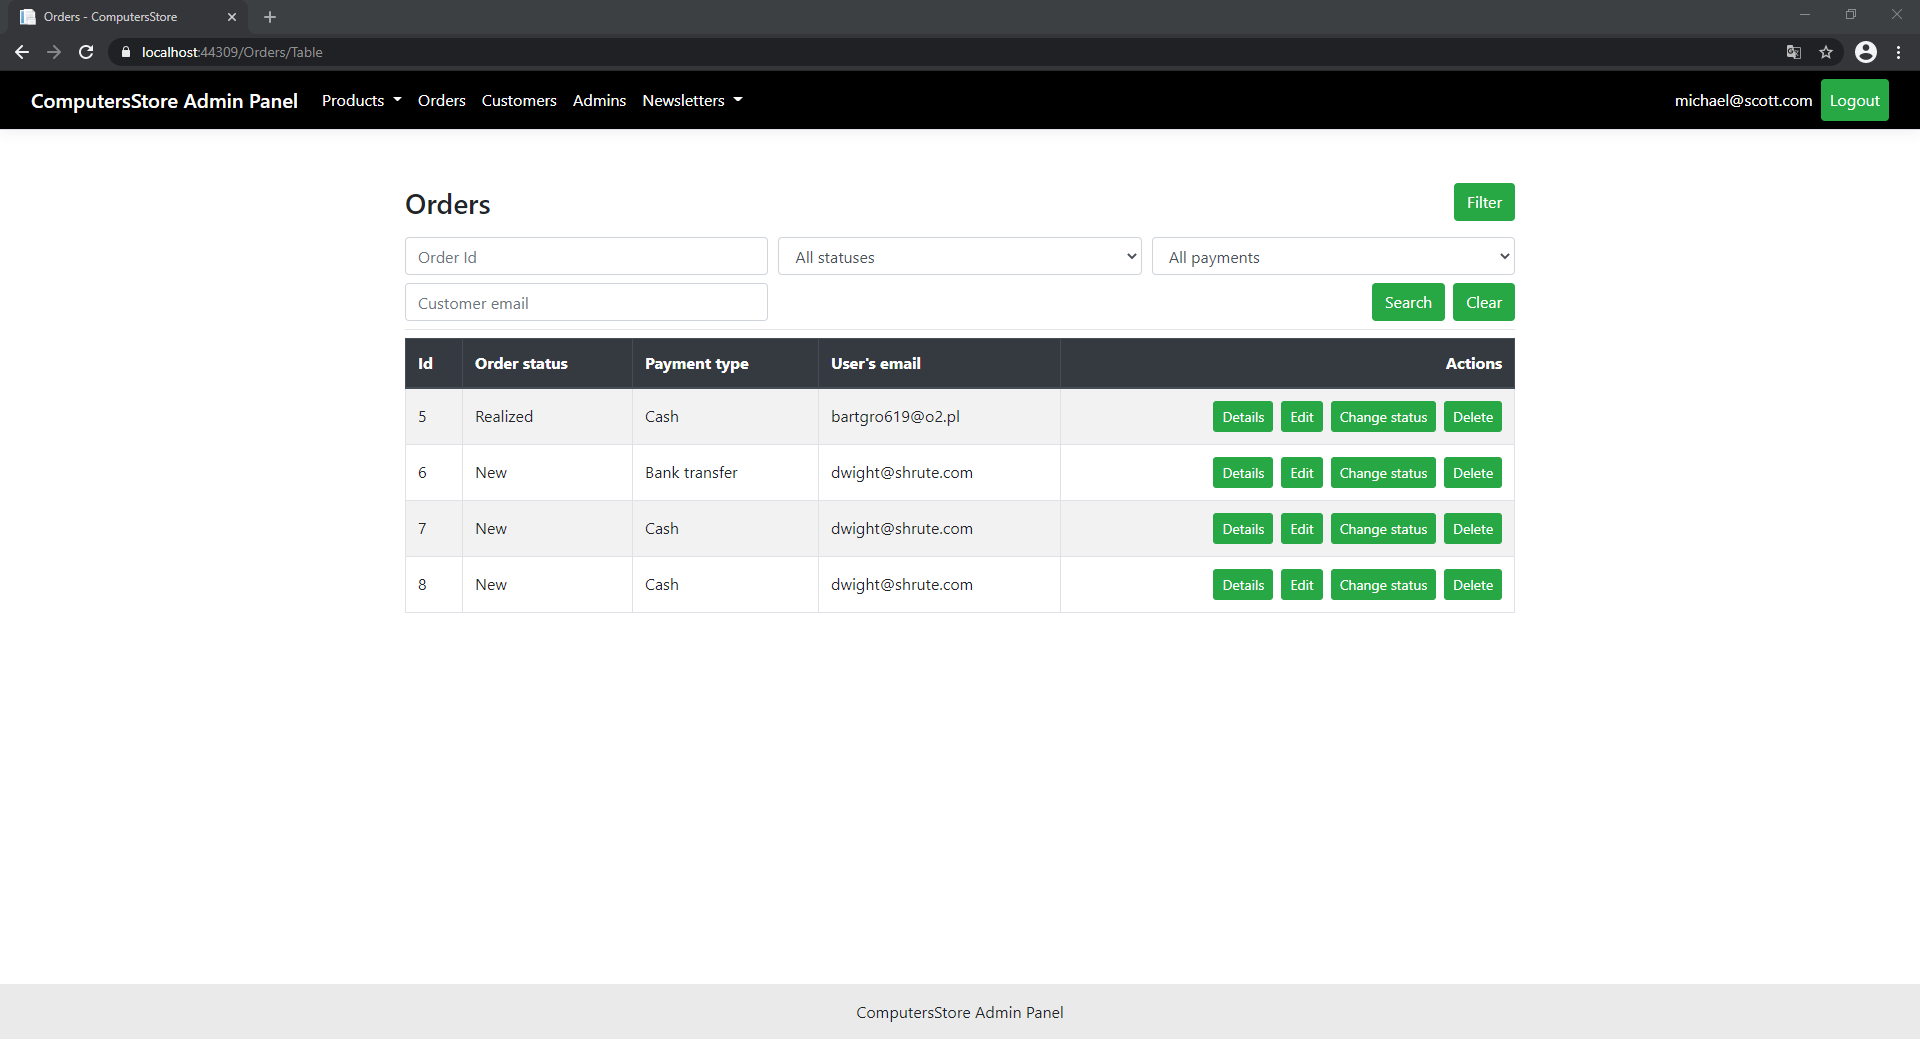 Orders - ComputersStore
localhost:44309/Orders/Table
ComputersStore Admin Panel Products Orders Customers Admins Newsletters michael@scott.com Logout
Orders Filter
Order Id All statuses All payments
Customer email Search Clear
Id Order status Payment type User's email Actions
5 Realized Cash bartgro619@o2.pl Details Edit Change status Delete
6 New Bank transfer dwight@shrute.com Details Edit Change status Delete
7 New Cash dwight@shrute.com Details Edit Change status Delete
8 New Cash dwight@shrute.com Details Edit Change status Delete
ComputersStore Admin Panel